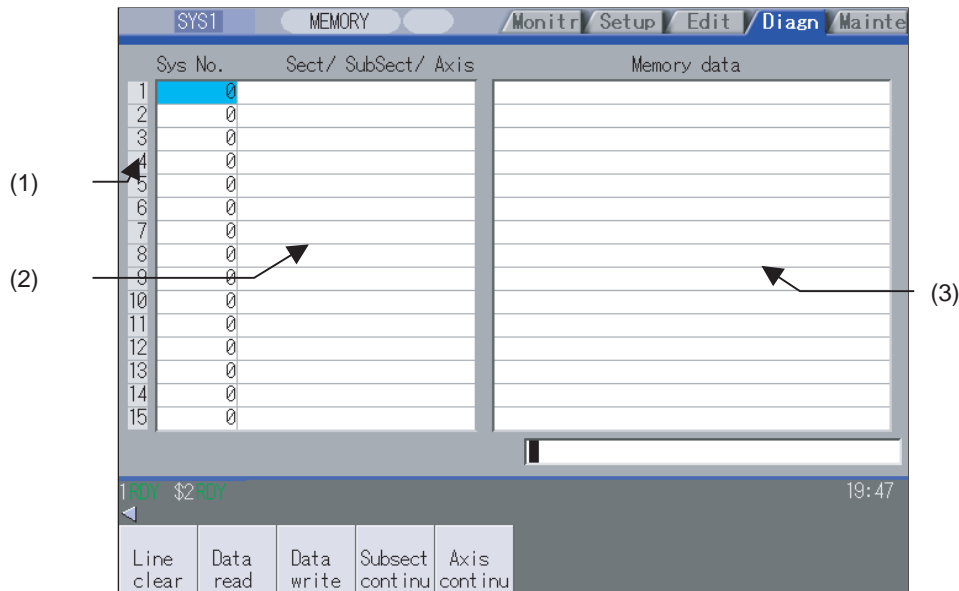 SYS1 MEMORY Monitr Setup Edit Diagn Mainte
Sys No. Sect/ SubSect/ Axis Memory data
1 0
2 0
3 0
4 0
(1)
5 0
6 0
7 0
8 0
(2)
9 0
(3)
10 0
11 0
12 0
13 0
14 0
15 0
1RDY $2RDY 19:47
Line clear
Data read
Data write
Subsect continu
Axis continu